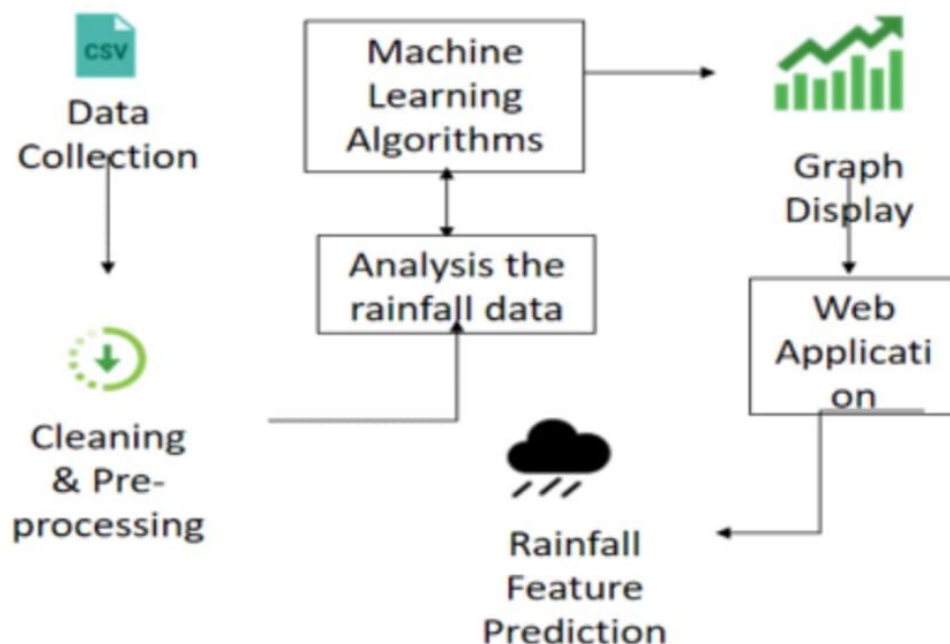 CSV
Data
Collection
Cleaning
& Pre-
processing
Machine
Learning
Algorithms
Analysis the
rainfall data
Graph
Display
Web
Applicati
on
Rainfall
Feature
Prediction